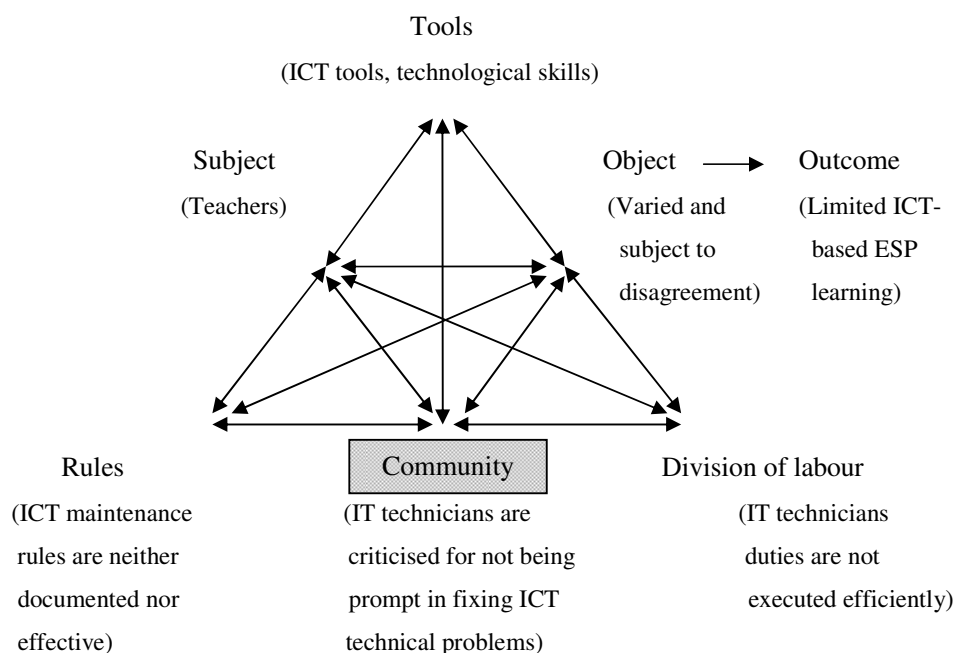 Tools
(ICT tools, technological skills)
Subject
(Teachers)
Object
(Varied and
subject to
disagreement)
Outcome
(Limited ICT-
based ESP
learning)
Rules
(ICT maintenance
rules are neither
documented nor
effective)
Community
(IT technicians are
criticised for not being
prompt in fixing ICT
technical problems)
Division of labour
(IT technicians
duties are not
executed efficiently)